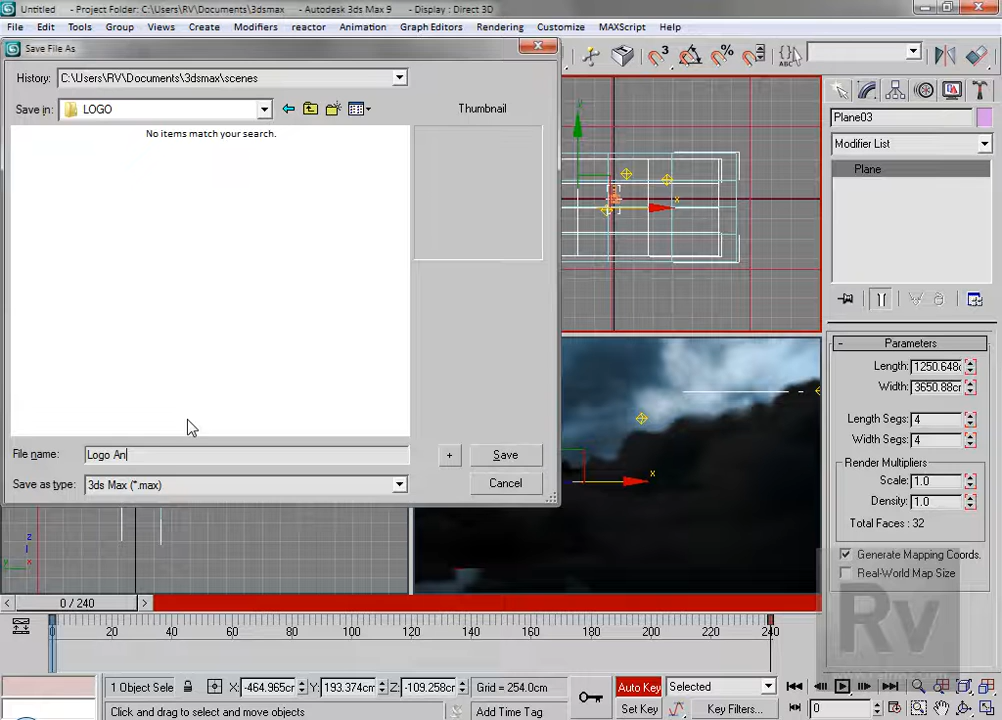 Untitled - Project Folder: C:\Users\RV\Documents\3dsmax - Autodesk 3ds Max 9 - Display : Direct 3D
File Edit Tools Group Views Create Modifiers reactor Animation Graph Editors Rendering Customize MAXScript Help
Save File As
History: C:\Users\RV\Documents\3dsmax\scenes
Save in: LOGO
Thumbnail
No items match your search.
File name: Logo An
+ Save
Save as type: 3ds Max (*.max)
Cancel
Plane03
Modifier List
Plane
- Parameters
Length: 1250.648c
Width: 3650.88cr
Length Segs: 4
Width Segs: 4
Render Multipliers
Scale: 1.0
Density: 1.0
Total Faces : 32
Generate Mapping Coords.
Real-World Map Size
x
x
z
y
x
Rv
< 0 / 240 >
0 20 40 60 80 100 120 140 160 180 200 220 240
1 Object Sele X: -464.965cr Y: 193.374cm Z: -109.258cm Grid = 254.0cm Auto Key Selected
Click and drag to select and move objects Add Time Tag Set Key Key Filters... 0